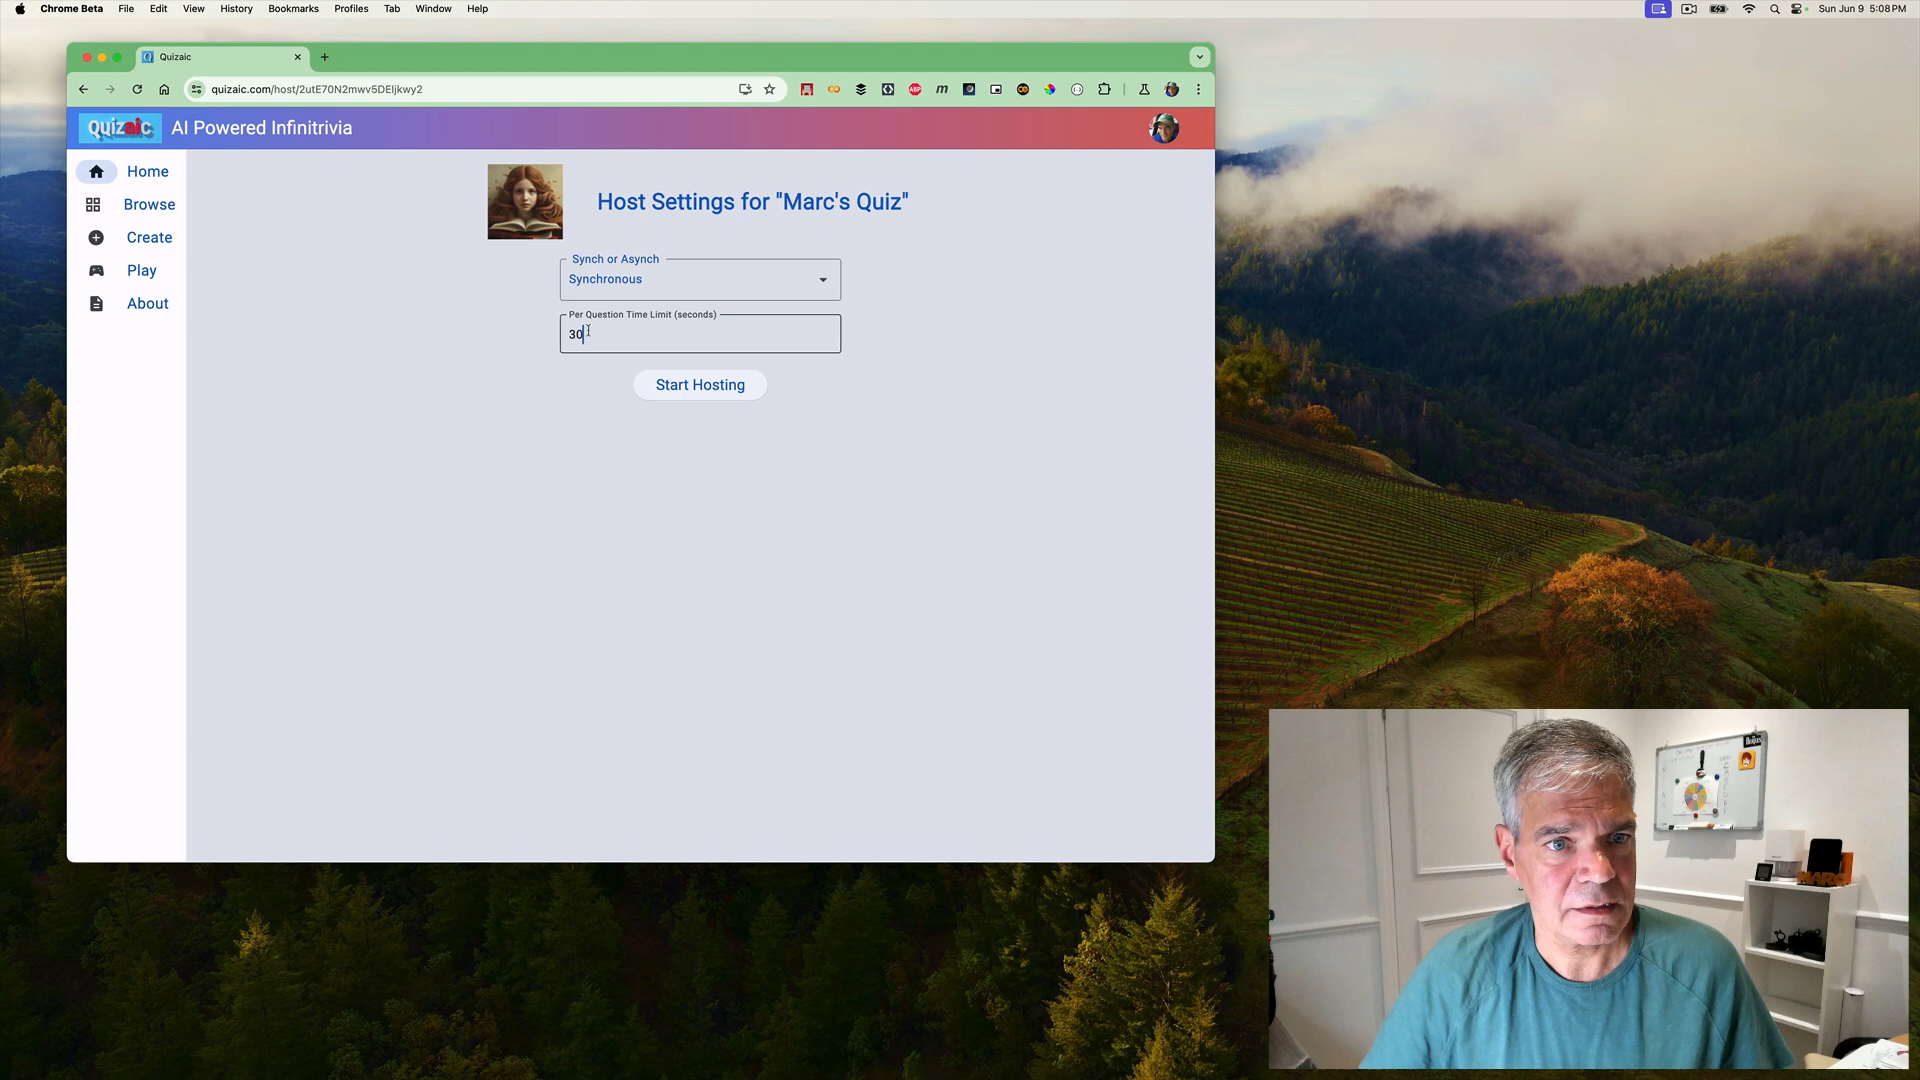 Chrome Beta File Edit View History Bookmarks Profiles Tab Window Help
Sun Jun 9 5:08PM
Quizaic
quizaic.com/host/2utE70N2mwv5DEIjkwy2
ABP
m
Quizaic AI Powered Infinitrivia
Home
Browse
Create
Play
About
Host Settings for "Marc's Quiz"
Synch or Asynch
Synchronous
Per Question Time Limit (seconds)
30
Start Hosting